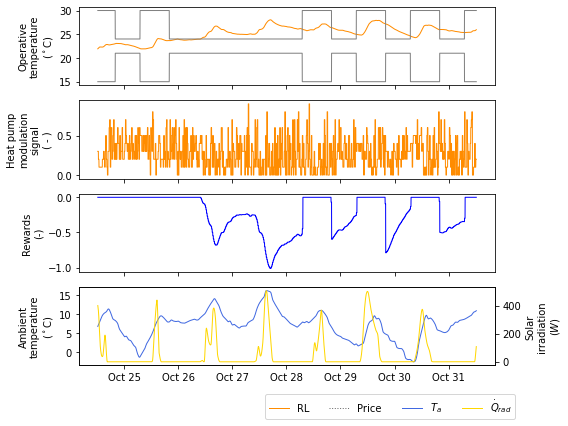 Operative
temperature
(°C)
30
25
20
15
Heat pump
modulation
signal
( - )
0.5
0.0
Rewards
(-)
0.0
−0.5
−1.0
Ambient
temperature
(°C)
15
10
5
0
400
200
0
Solar
irradiation
(W)
Oct 25 Oct 26 Oct 27 Oct 28 Oct 29 Oct 30 Oct 31
RL Price T_a Q̇_rad